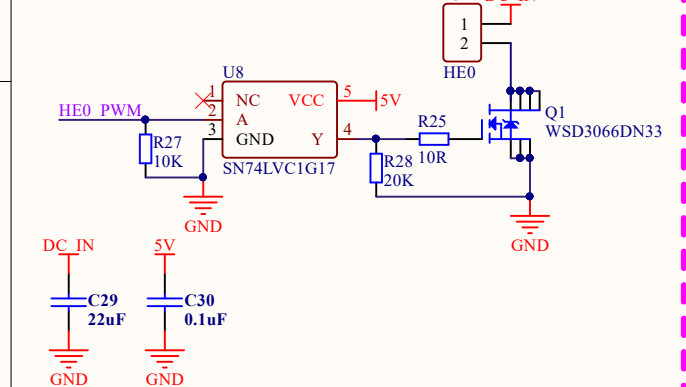 1
2
HE0
U8
HE0_PWM
1
2
3
NC
A
GND
VCC
Y
5
4
5V
SN74LVC1G17
R27
10K
GND
R25
10R
R28
20K
Q1
WSD3066DN33
GND
DC_IN
C29
22uF
GND
5V
C30
0.1uF
GND